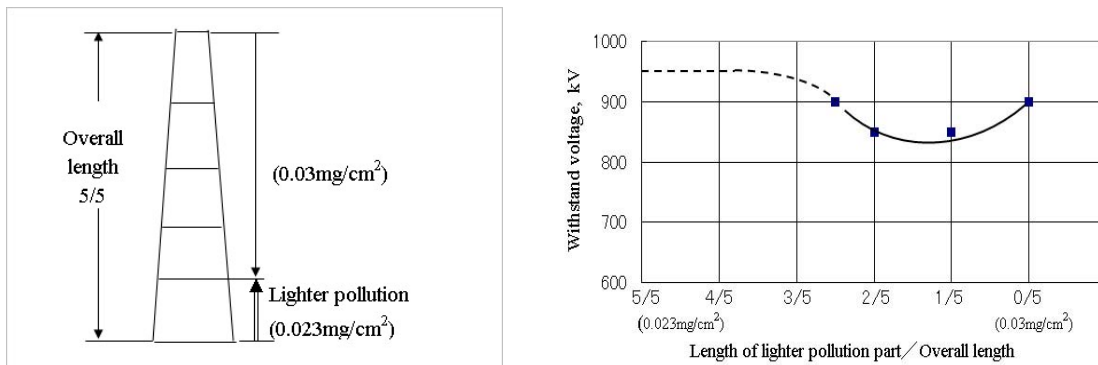 Overall
length
5/5
(0.03mg/cm²)
Lighter pollution
(0.023mg/cm²)
Withstand voltage, kV
1000
900
800
700
600
5/5 4/5 3/5 2/5 1/5 0/5
(0.023mg/cm²) (0.03mg/cm²)
Length of lighter pollution part／Overall length